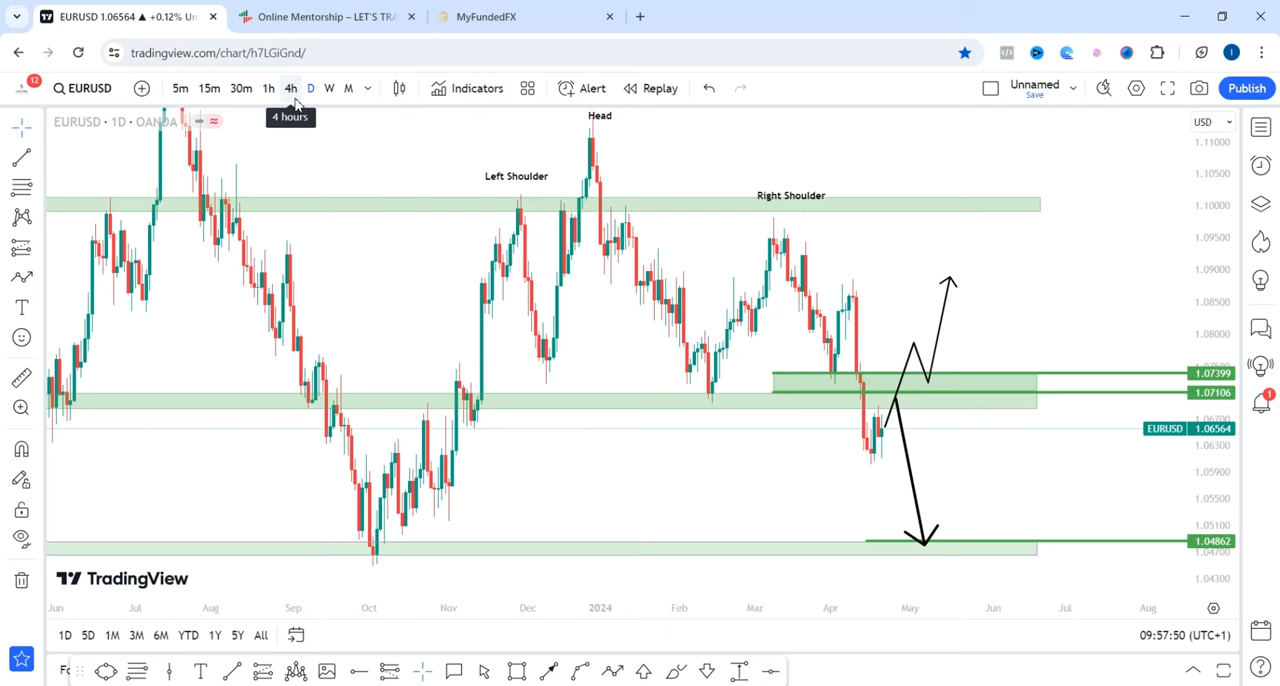 EURUSD 1.06564 ▲ +0.12% Un
Online Mentorship – LET'S TRA
MyFundedFX
tradingview.com/chart/h7LGiGnd/
12
EURUSD
5m 15m 30m 1h 4h D W M
Indicators
Alert
Replay
Unnamed
Save
Publish
4 hours
EURUSD · 1D · OANDA
USD
Head
Left Shoulder
Right Shoulder
1.11000
1.10500
1.10000
1.09500
1.09000
1.08500
1.08000
1.07399
1.07106
EURUSD 1.06564
1.06300
1.05900
1.05500
1.05100
1.04862
1.04700
1.04300
1
TradingView
Jun Jul Aug Sep Oct Nov Dec 2024 Feb Mar Apr May Jun Jul Aug
1D 5D 1M 3M 6M YTD 1Y 5Y All
09:57:50 (UTC+1)